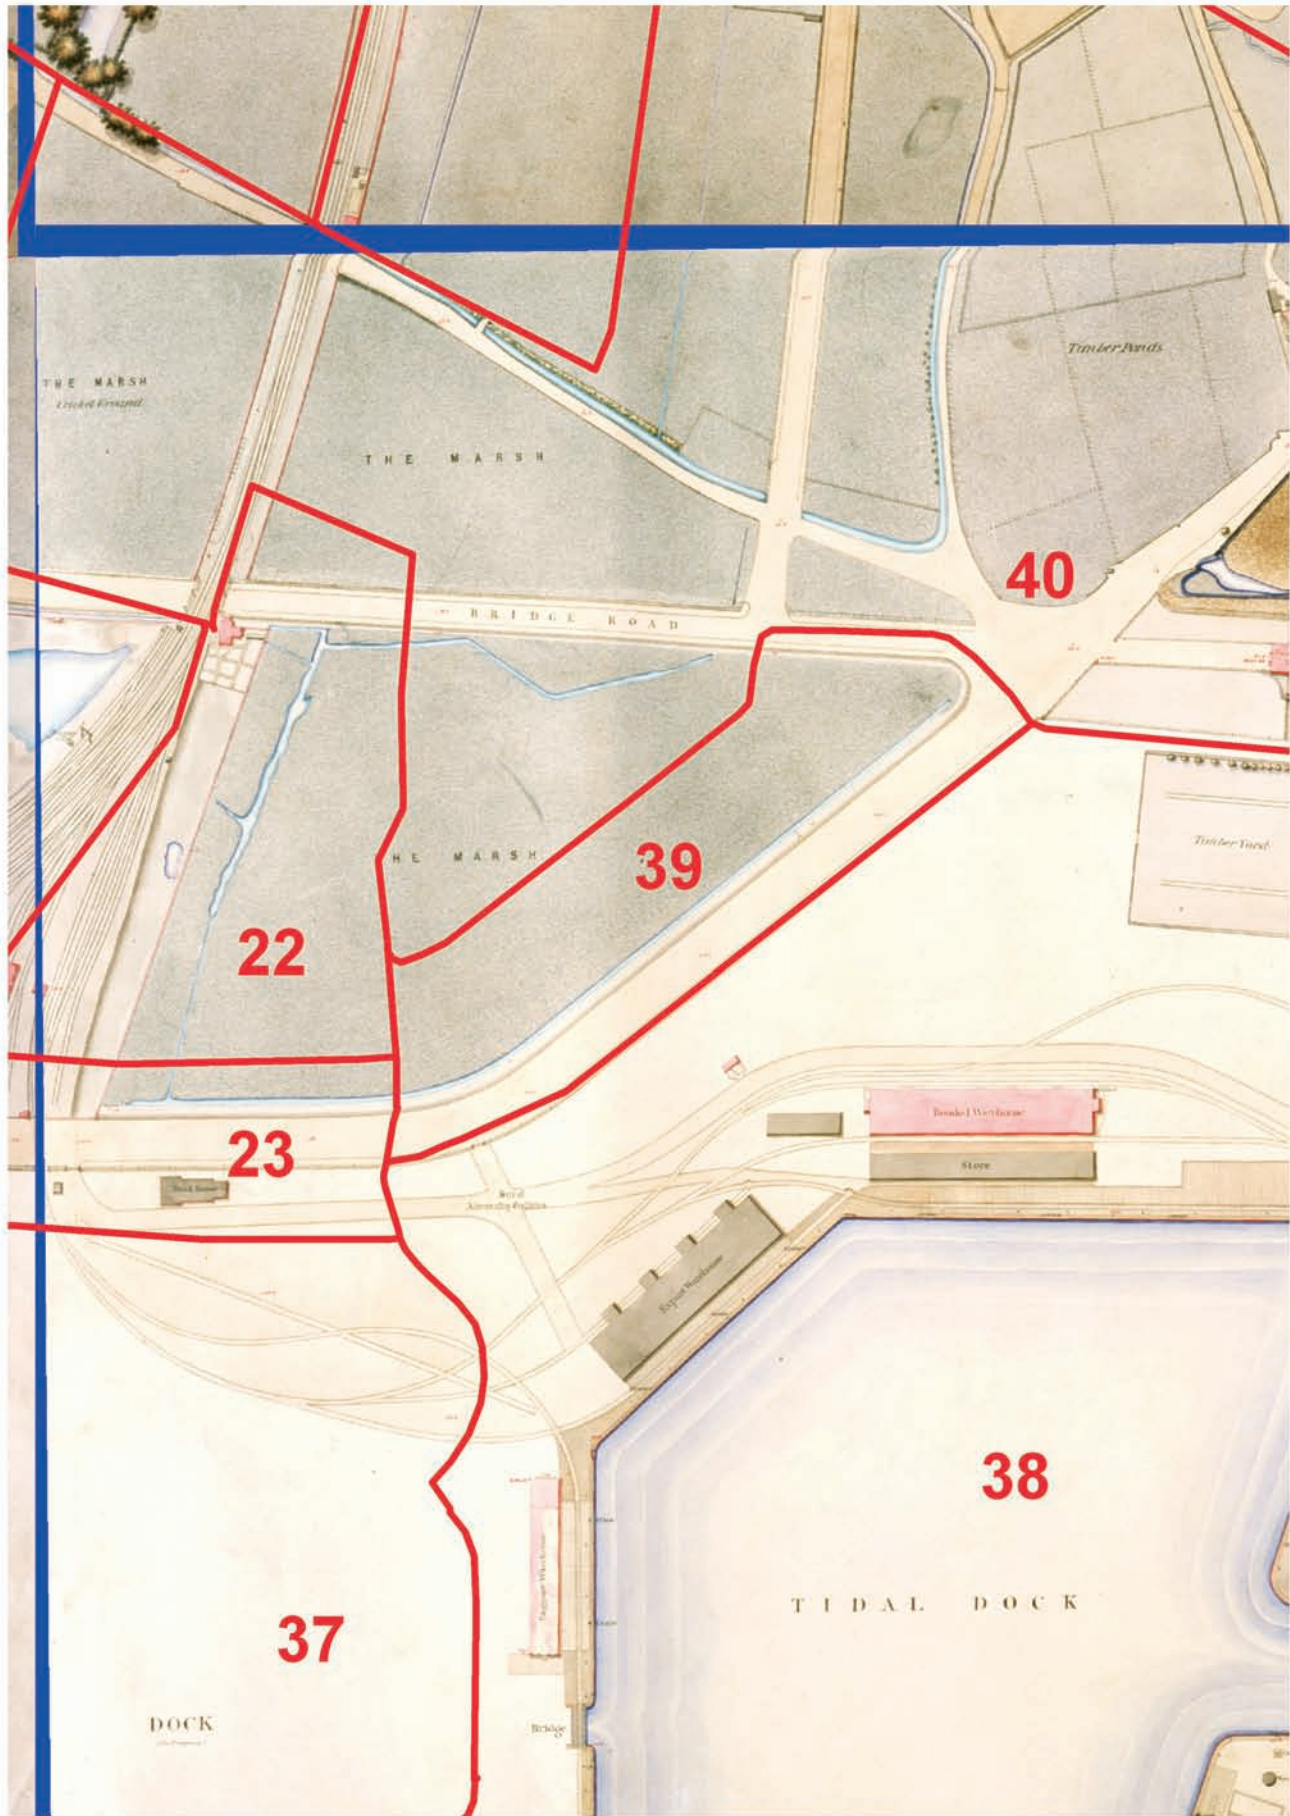 Timber Ponds
THE MARSH
Cricket Ground
THE MARSH
40
BRIDGE ROAD
Timber Yard
HE MARSH
39
22
Bonded Warehouse
Store
23
Export Warehouse
38
TIDAL DOCK
37
DOCK
Bridge